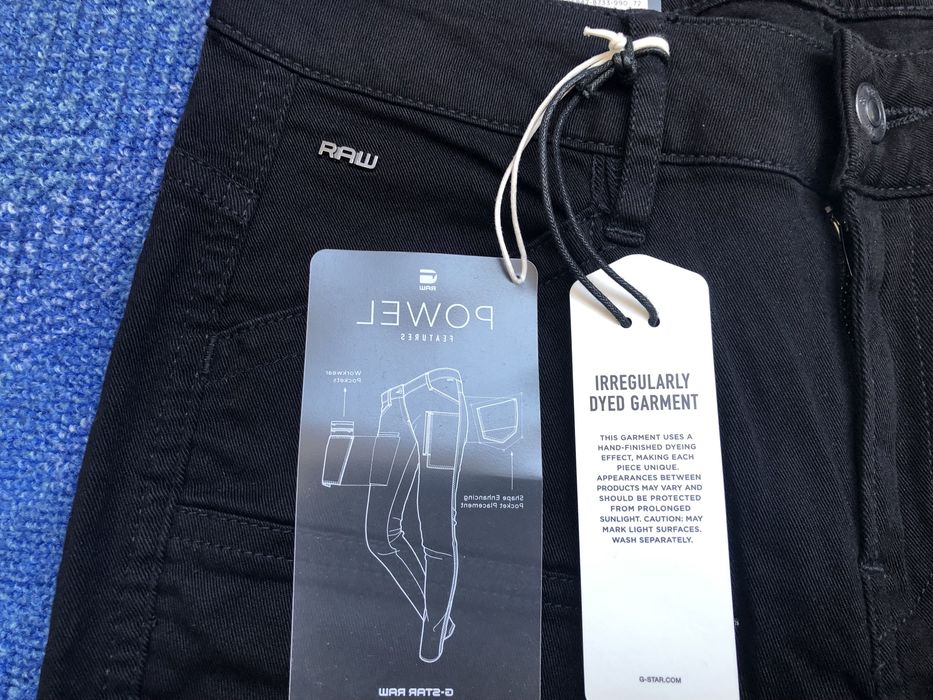 RAW
RAW
POWEL
FEATURES
Workwear
Pockets
Shape Enhancing
Pocket Placement
G-STAR RAW
IRREGULARLY
DYED GARMENT
THIS GARMENT USES A
HAND-FINISHED DYEING
EFFECT, MAKING EACH
PIECE UNIQUE.
APPEARANCES BETWEEN
PRODUCTS MAY VARY AND
SHOULD BE PROTECTED
FROM PROLONGED
SUNLIGHT. CAUTION: MAY
MARK LIGHT SURFACES.
WASH SEPARATELY.
G-STAR.COM